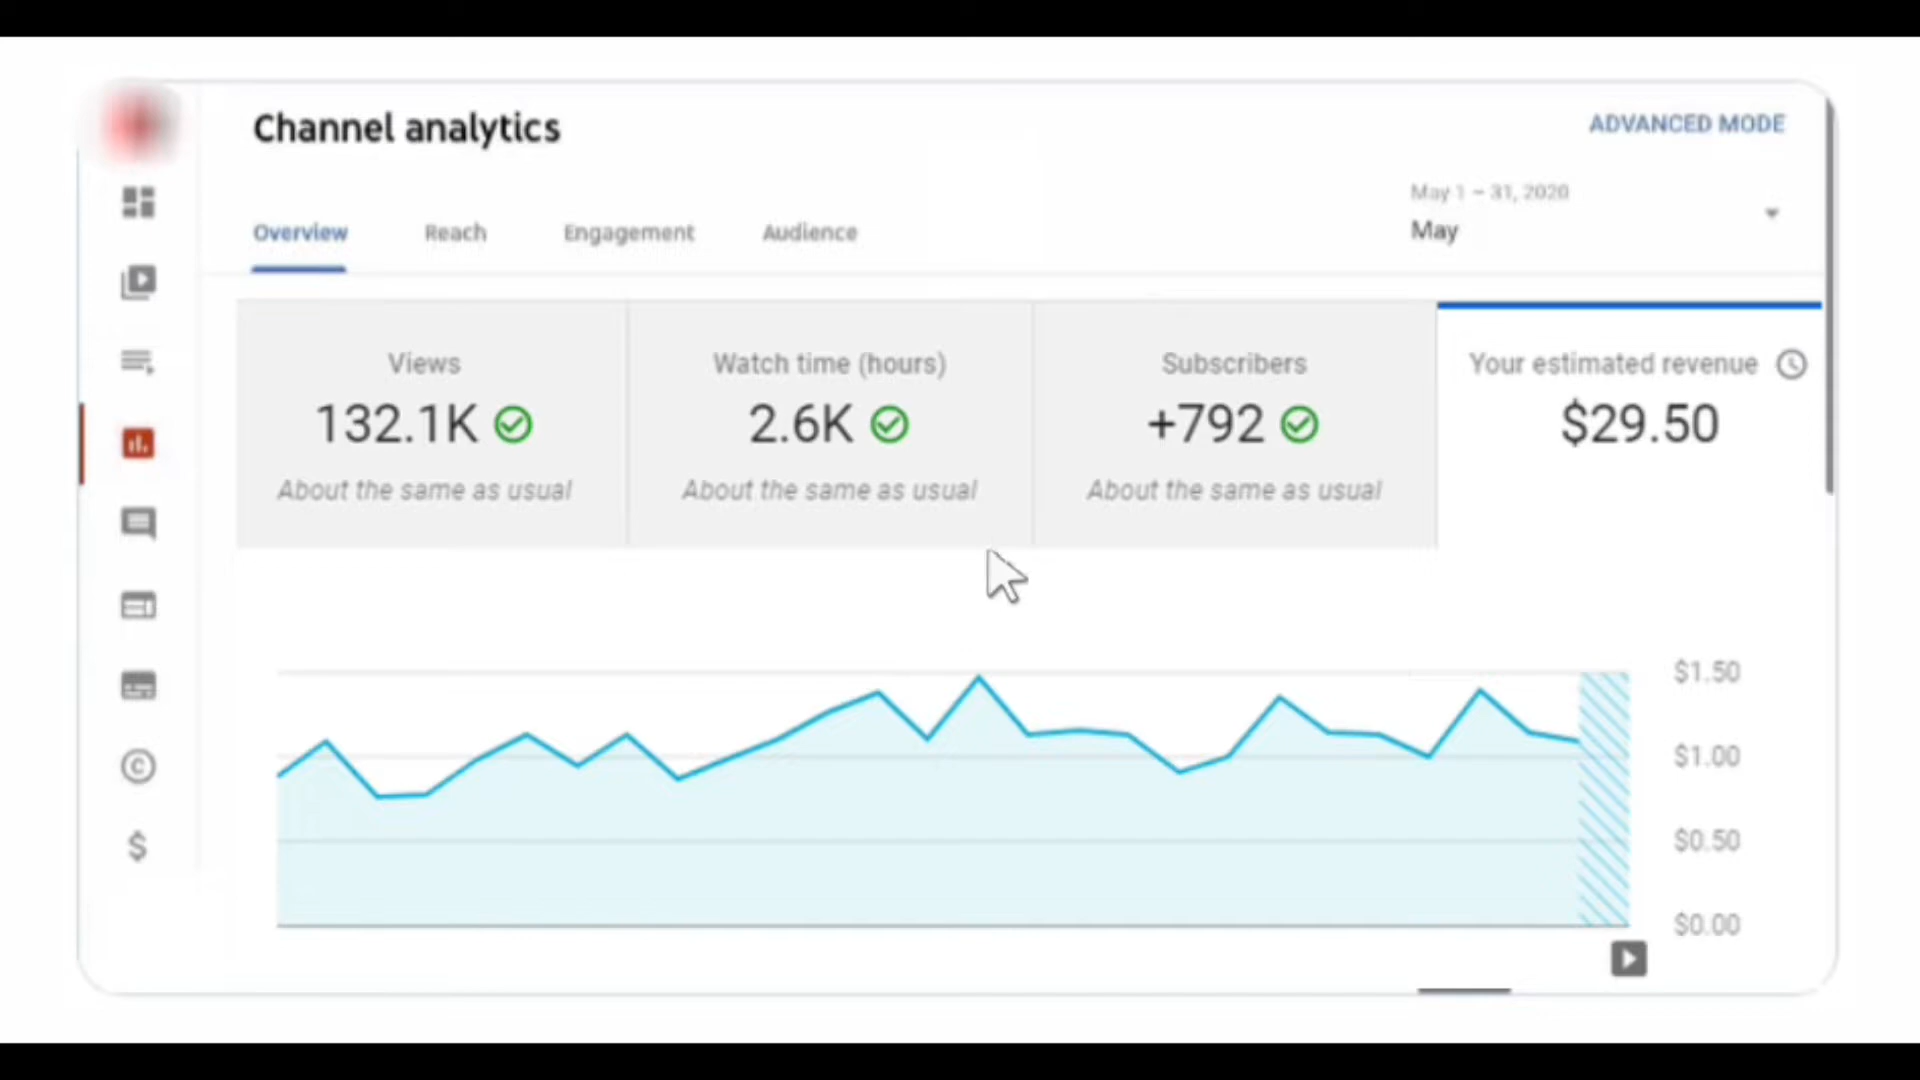 Channel analytics
ADVANCED MODE
May 1 – 31, 2020
May
Overview
Reach
Engagement
Audience
Views
132.1K
About the same as usual
Watch time (hours)
2.6K
About the same as usual
Subscribers
+792
About the same as usual
Your estimated revenue
$29.50
$1.50
$1.00
$0.50
$0.00